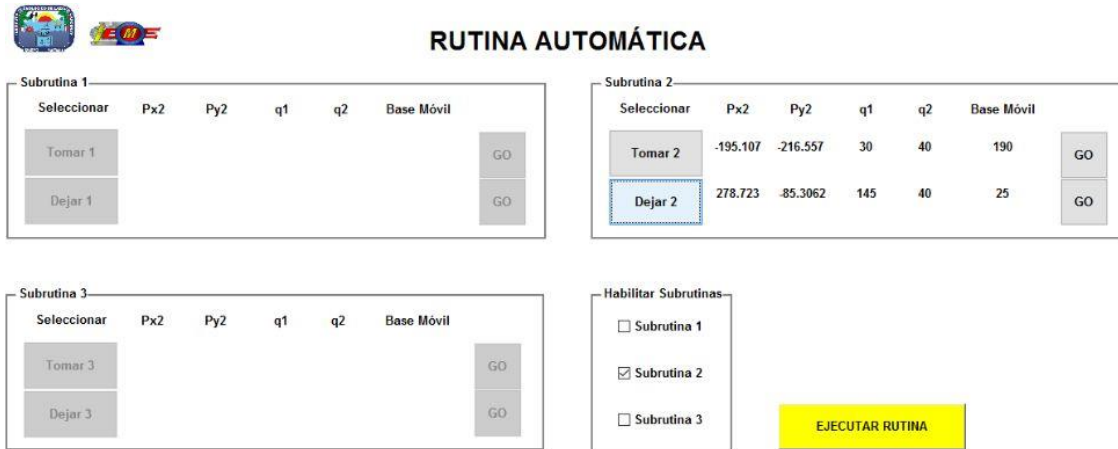 IEME
RUTINA AUTOMÁTICA
Subrutina 1
Seleccionar Px2 Py2 q1 q2 Base Móvil
Tomar 1 GO
Dejar 1 GO
Subrutina 2
Seleccionar Px2 Py2 q1 q2 Base Móvil
Tomar 2 -195.107 -216.557 30 40 190 GO
Dejar 2 278.723 -85.3062 145 40 25 GO
Subrutina 3
Seleccionar Px2 Py2 q1 q2 Base Móvil
Tomar 3 GO
Dejar 3 GO
Habilitar Subrutinas
Subrutina 1
Subrutina 2
Subrutina 3
EJECUTAR RUTINA